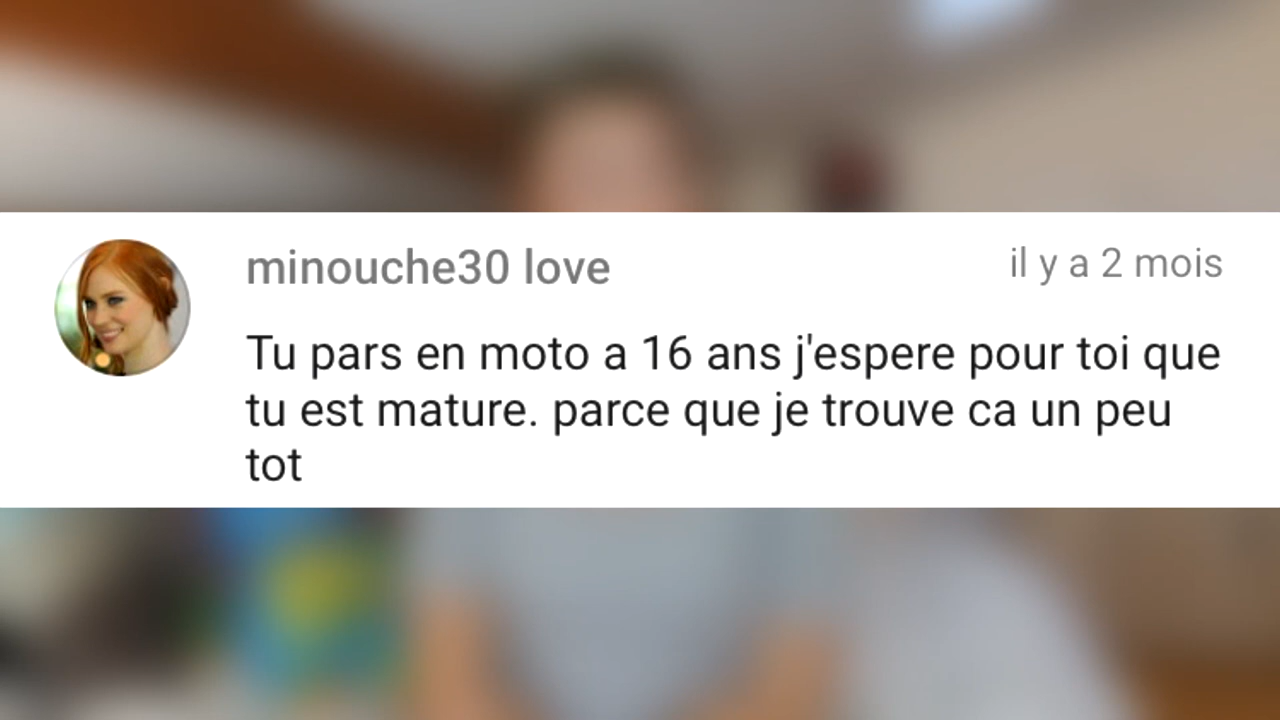 minouche30 love
il y a 2 mois
Tu pars en moto a 16 ans j'espere pour toi que
tu est mature. parce que je trouve ca un peu
tot